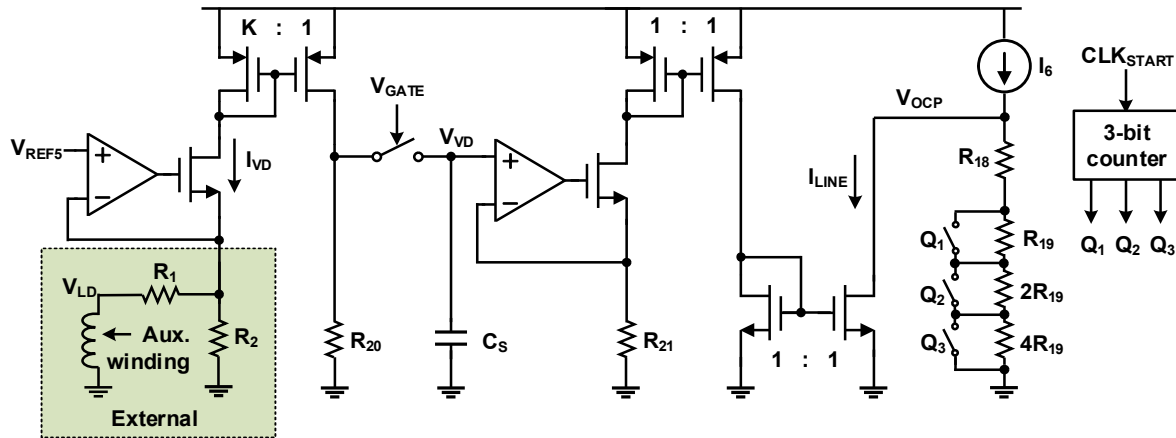 K : 1
1 : 1
I6
CLKSTART
VGATE
VOCP
3-bit
counter
VREF5
IVD
VVD
R18
ILINE
Q1 Q2 Q3
Q1
R19
VLD
R1
Q2
2R19
Aux.
winding
R2
R20
CS
R21
Q3
4R19
1 : 1
External
+
−
+
−